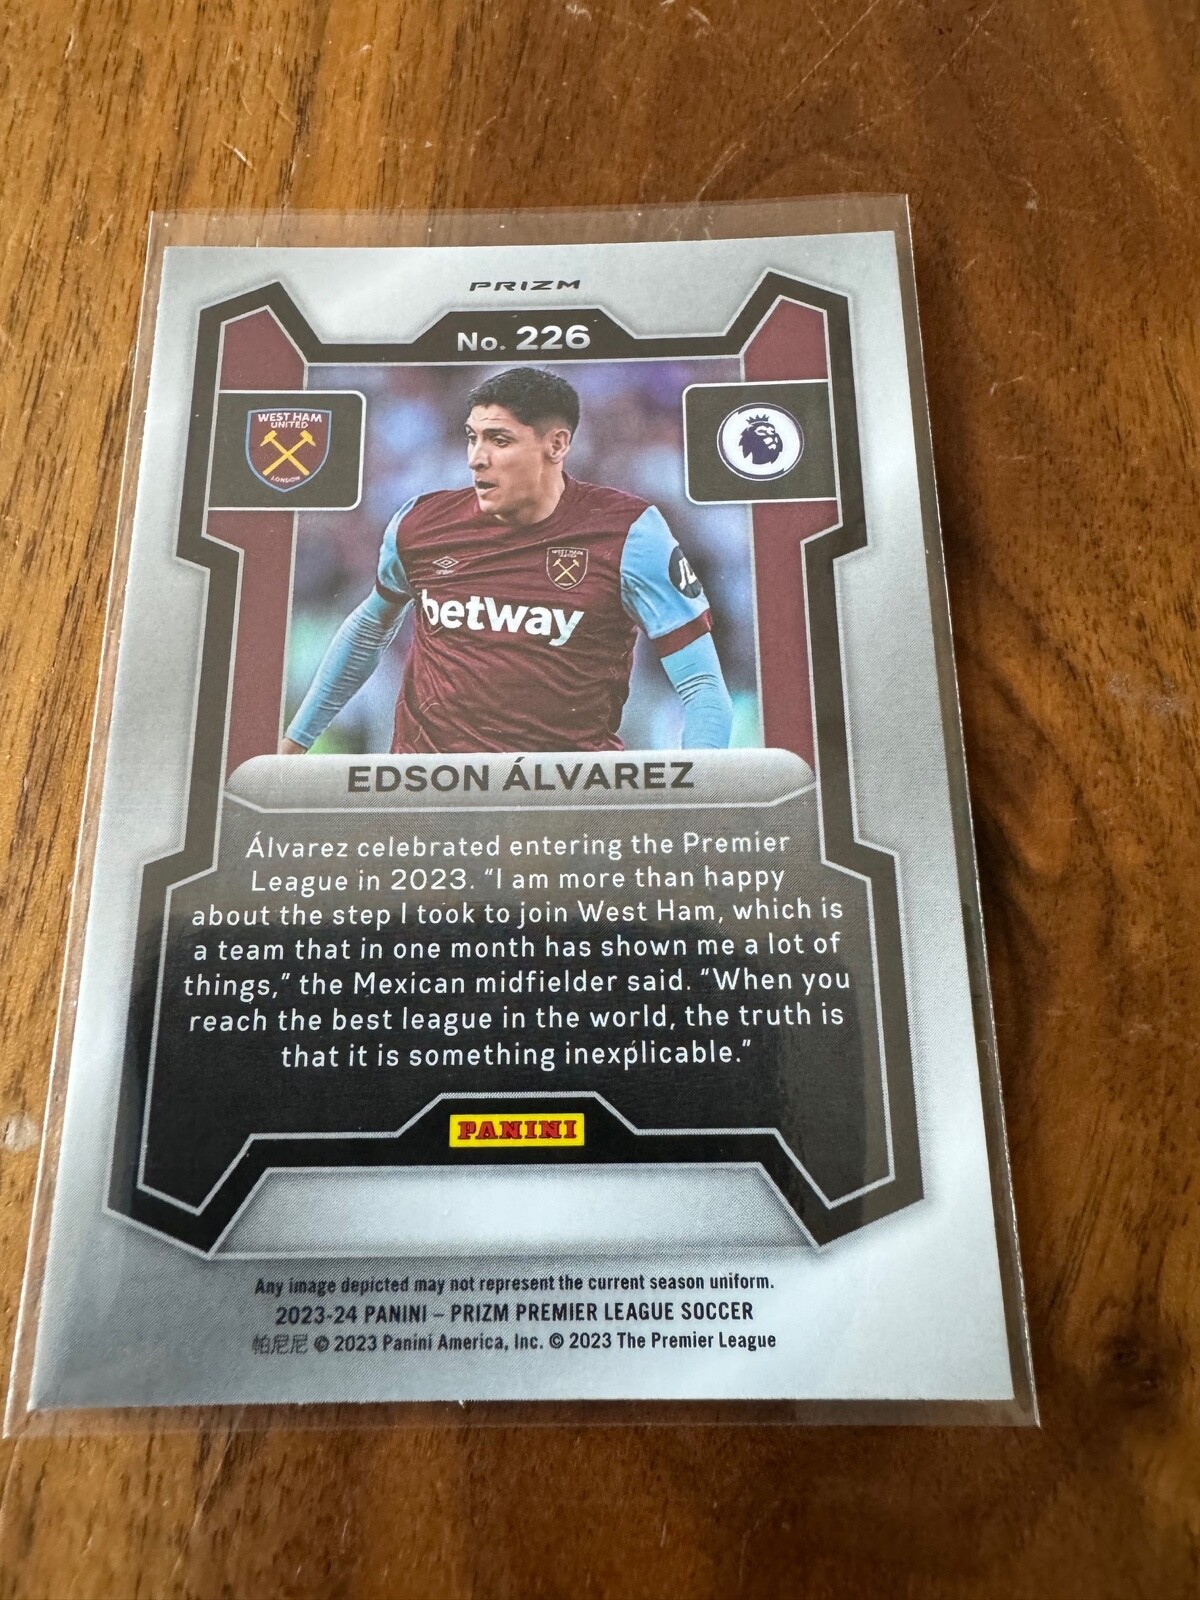 PRIZM
No. 226
WEST HAM
UNITED
LONDON
WEST HAM
UNITED
betway
EDSON ÁLVAREZ
Álvarez celebrated entering the Premier
League in 2023. “I am more than happy
about the step I took to join West Ham, which is
a team that in one month has shown me a lot of
things,” the Mexican midfielder said. “When you
reach the best league in the world, the truth is
that it is something inexplicable.”
PANINI
Any image depicted may not represent the current season uniform.
2023-24 PANINI – PRIZM PREMIER LEAGUE SOCCER
帕尼尼 © 2023 Panini America, Inc. © 2023 The Premier League